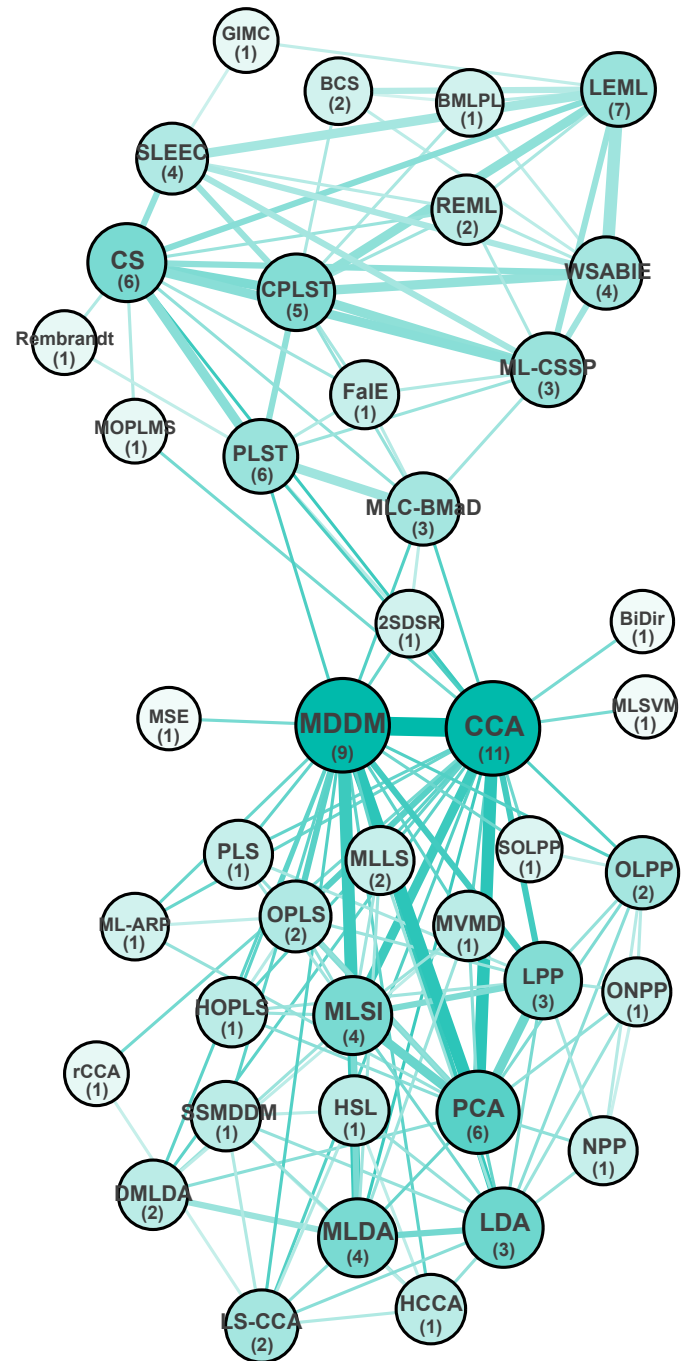 GIMC
(1)
BCS
(2)
BMLPL
(1)
LEML
(7)
SLEEC
(4)
REML
(2)
CS
(6)
CPLST
(5)
WSABIE
(4)
Rembrandt
(1)
ML-CSSP
(3)
FaIE
(1)
MOPLMS
(1)
PLST
(6)
MLC-BMaD
(3)
2SDSR
(1)
BiDir
(1)
MSE
(1)
MDDM
(9)
CCA
(11)
MLSVM
(1)
PLS
(1)
MLLS
(2)
SOLPP
(1)
OLPP
(2)
ML-ARP
(1)
OPLS
(2)
MVMD
(1)
LPP
(3)
ONPP
(1)
HOPLS
(1)
MLSI
(4)
rCCA
(1)
SSMDDM
(1)
HSL
(1)
PCA
(6)
NPP
(1)
DMLDA
(2)
MLDA
(4)
LDA
(3)
LS-CCA
(2)
HCCA
(1)